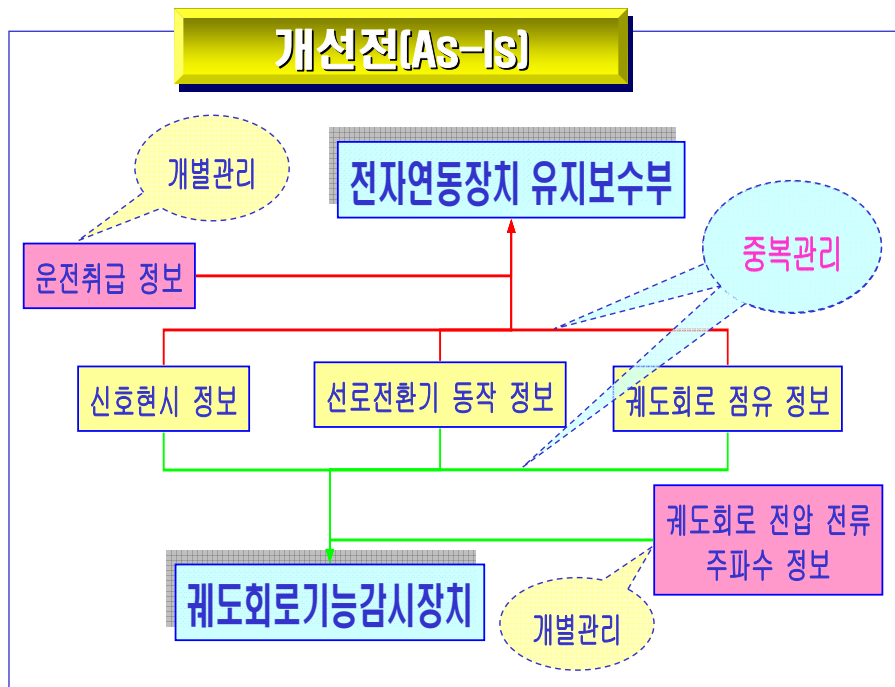 개선전(As-Is)
개별관리
전자연동장치 유지보수부
중복관리
운전취급 정보
신호현시 정보
선로전환기 동작 정보
궤도회로 점유 정보
궤도회로 전압 전류
주파수 정보
궤도회로기능감시장치
개별관리